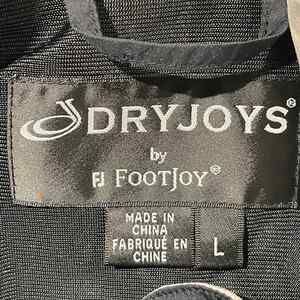 DRYJOYS®
by
FJ FOOTJOY®
MADE IN
CHINA
FABRIQUÉ EN
CHINE
L